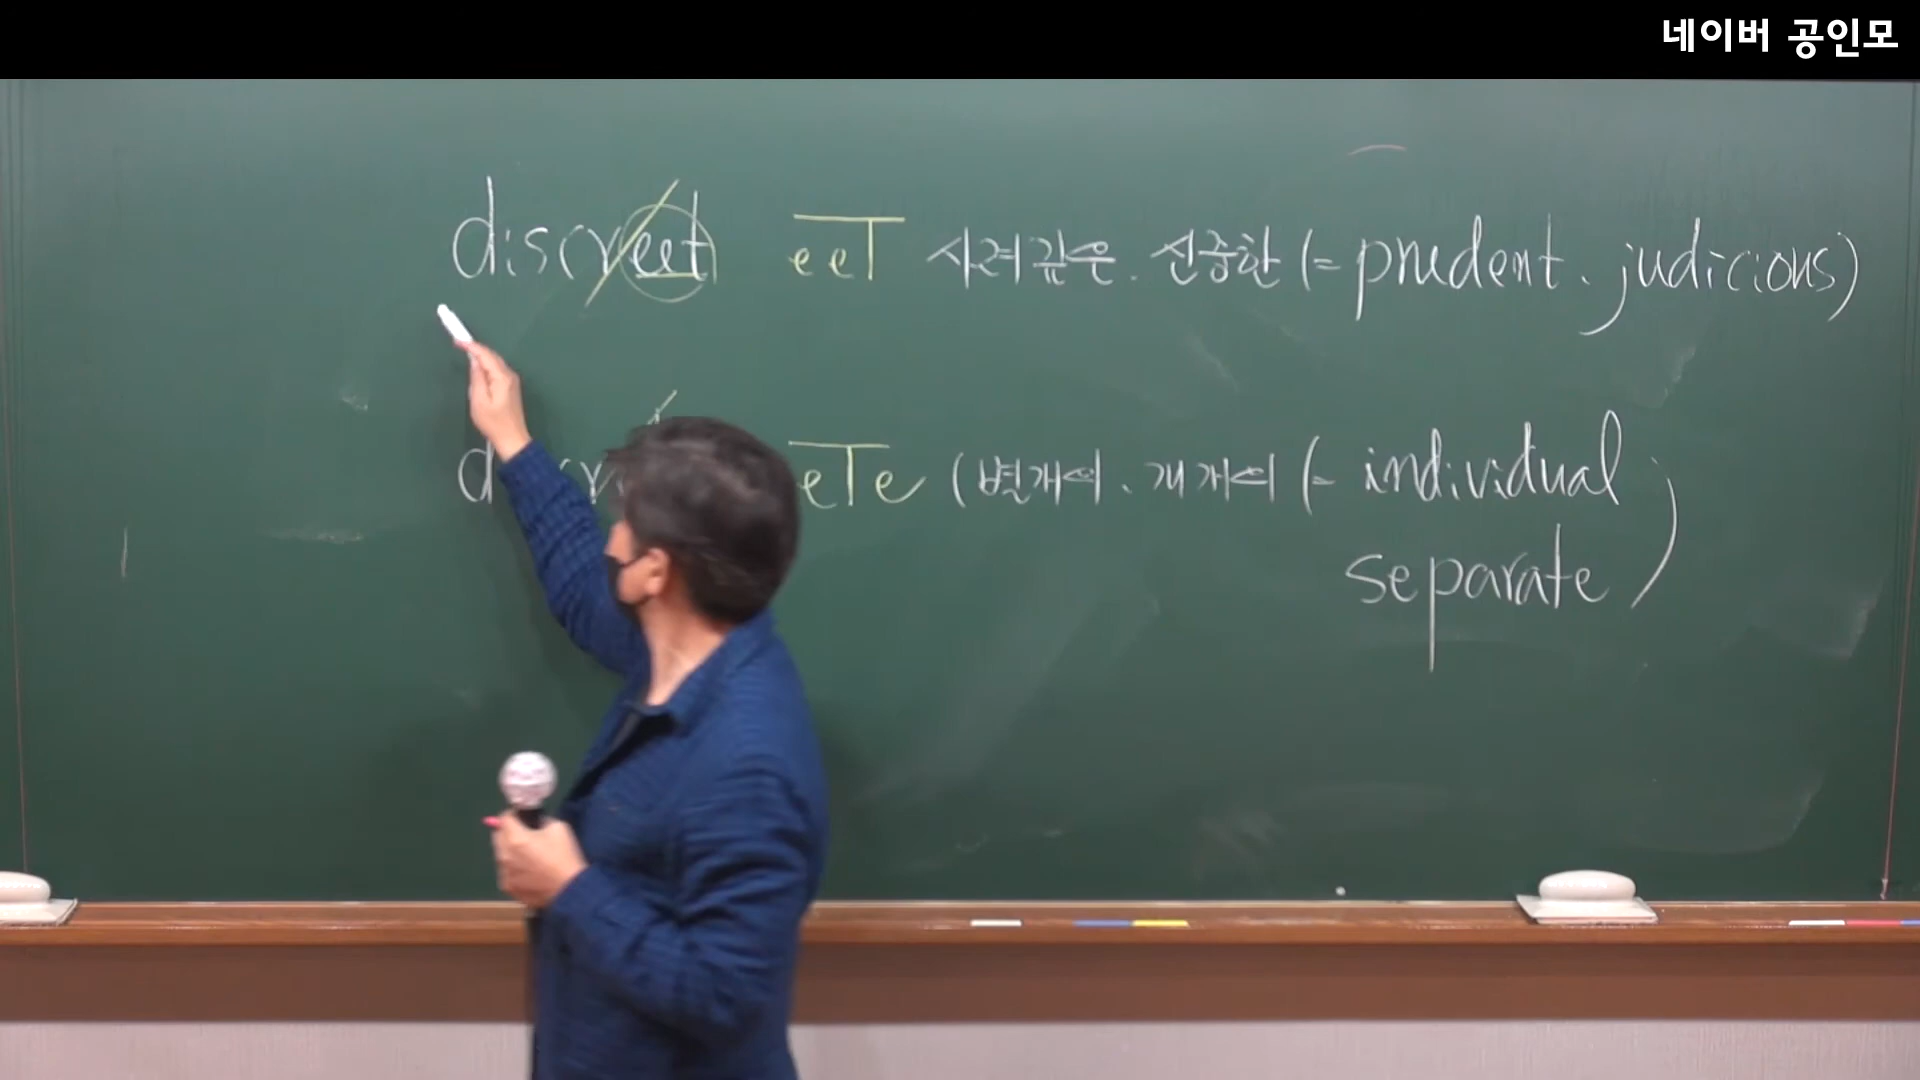 네이버 공인모
discreet eeT 사려깊은. 신중한 (= prudent. judicious)
eTe (별개의. 개개의 (= individual
separate )